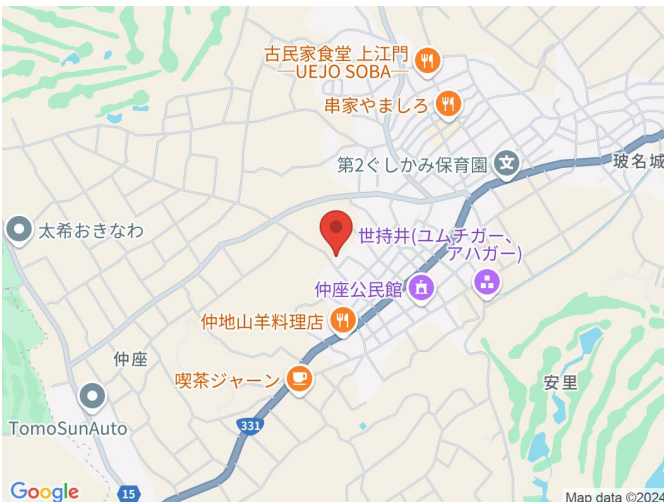 古民家食堂 上江門
─UEJO SOBA─
串家やましろ
第2ぐしかみ保育園
玻名城
太希おきなわ
世持井(ユムチガー、
アハガー)
仲座公民館
仲地山羊料理店
仲座
喫茶ジャーン
安里
TomoSunAuto
331
Google
15
Map data ©2024